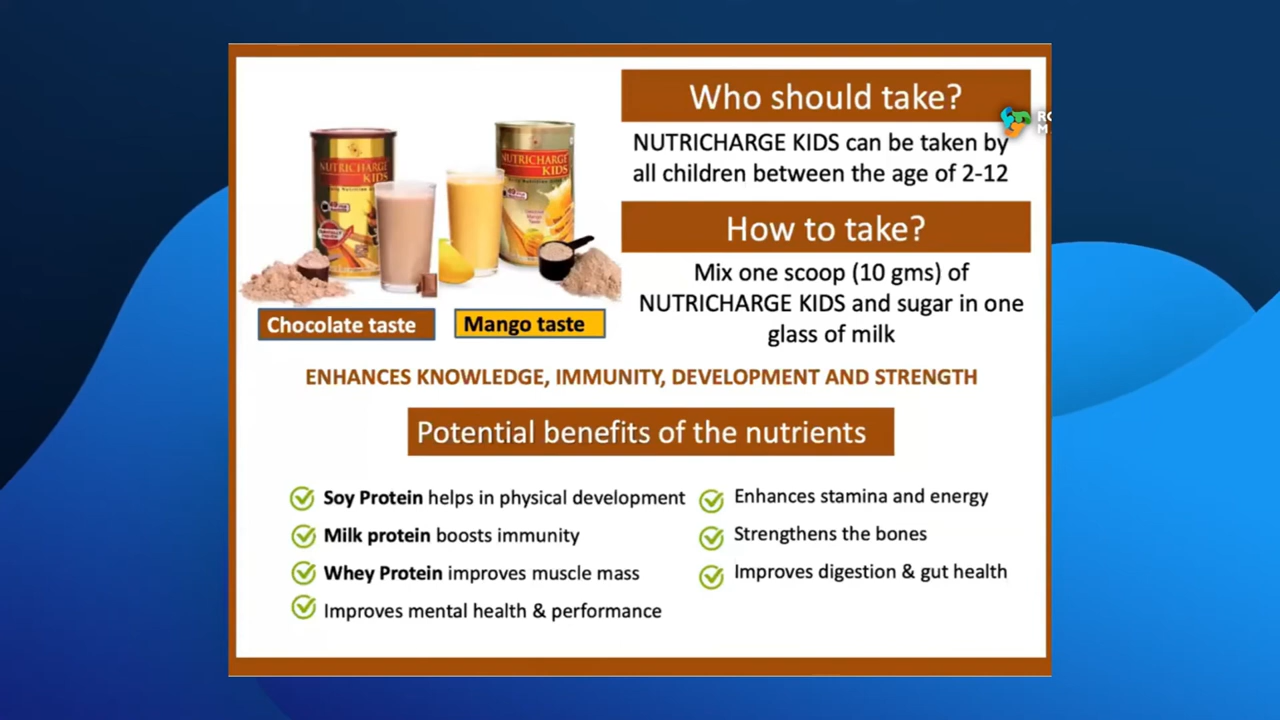 Who should take?
NUTRICHARGE KIDS can be taken by
all children between the age of 2-12
How to take?
Mix one scoop (10 gms) of
NUTRICHARGE KIDS and sugar in one
glass of milk
NUTRICHARGE
KIDS
NUTRICHARGE
KIDS
Chocolate taste
Mango taste
ENHANCES KNOWLEDGE, IMMUNITY, DEVELOPMENT AND STRENGTH
Potential benefits of the nutrients
Soy Protein helps in physical development
Milk protein boosts immunity
Whey Protein improves muscle mass
Improves mental health & performance
Enhances stamina and energy
Strengthens the bones
Improves digestion & gut health